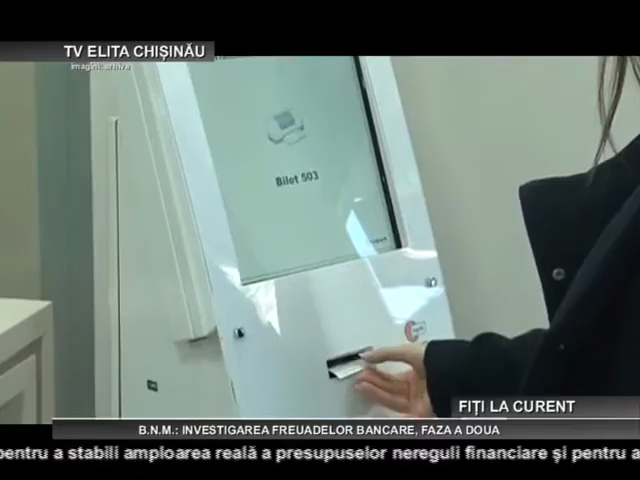 TV ELITA CHIȘINĂU
imagini: arhiva
Bilet 503
FIȚI LA CURENT
B.N.M.: INVESTIGAREA FREUADELOR BANCARE, FAZA A DOUA
pentru a stabili amploarea reală a presupuselor nereguli financiare și pentru a